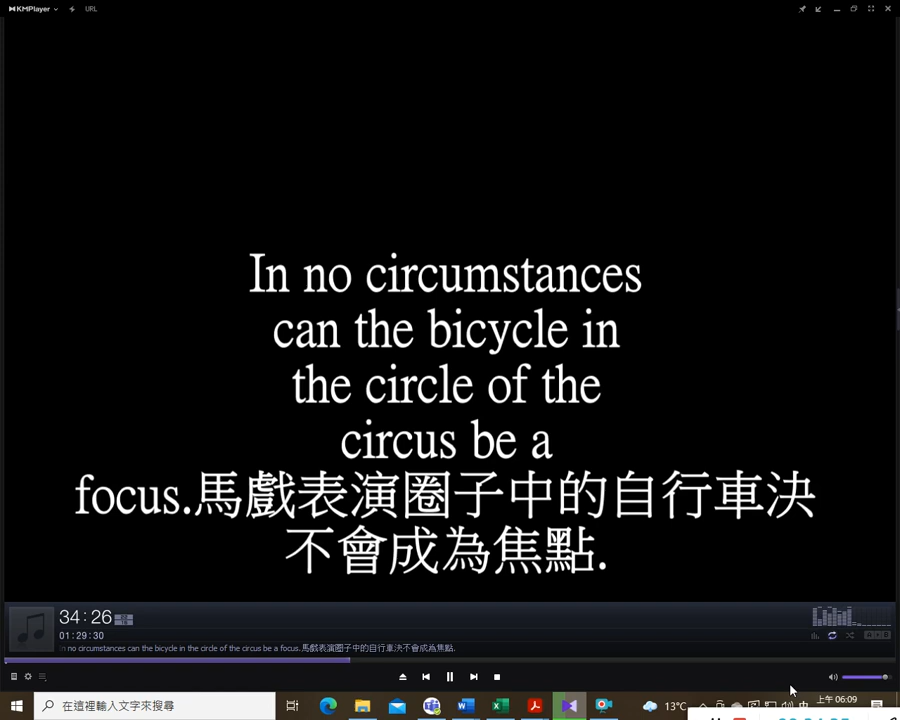 KMPlayer URL
In no circumstances
can the bicycle in
the circle of the
circus be a
focus.馬戲表演圈子中的自行車決
不會成為焦點.
34:26
01:29:30
In no circumstances can the bicycle in the circle of the circus be a focus.馬戲表演圈子中的自行車決不會成為焦點.
在這裡輸入文字來搜尋
13°C
中
上午 06:09